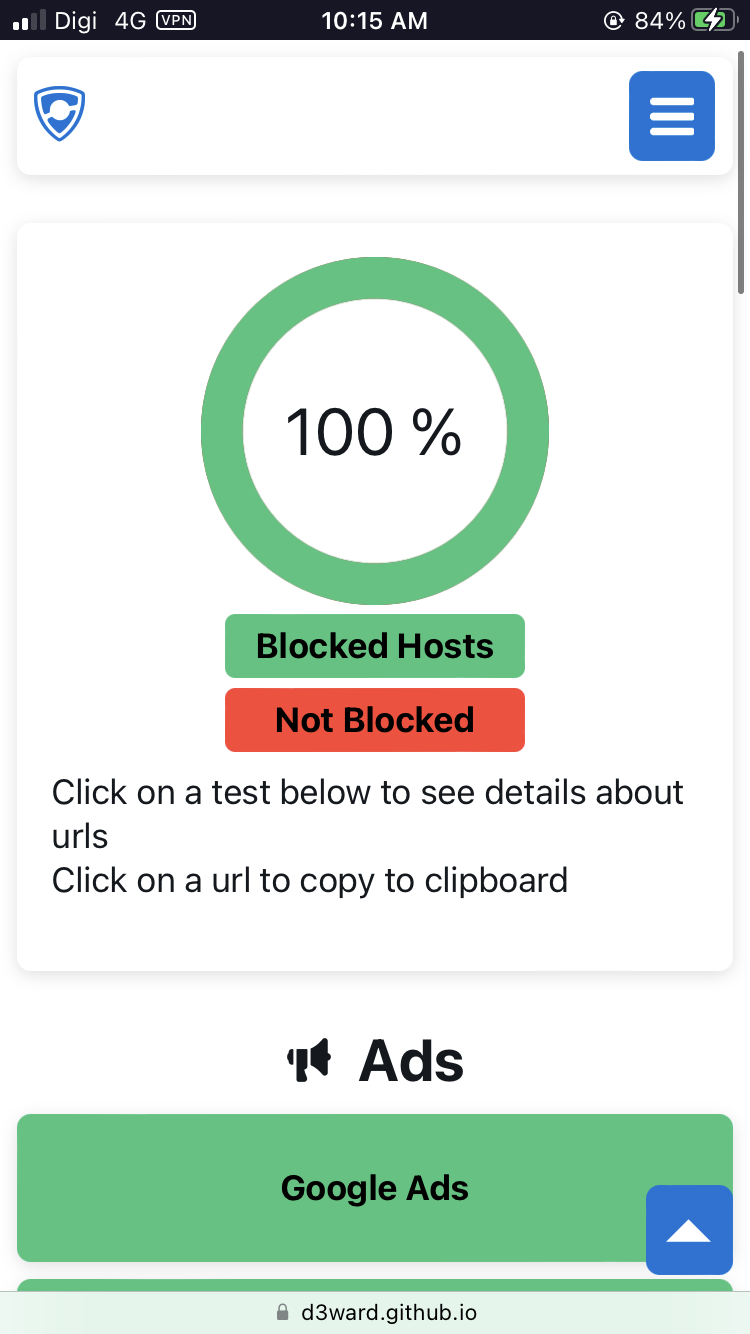 Digi 4G VPN 10:15 AM 84%
100 %
Blocked Hosts
Not Blocked
Click on a test below to see details about
urls
Click on a url to copy to clipboard
Ads
Google Ads
d3ward.github.io